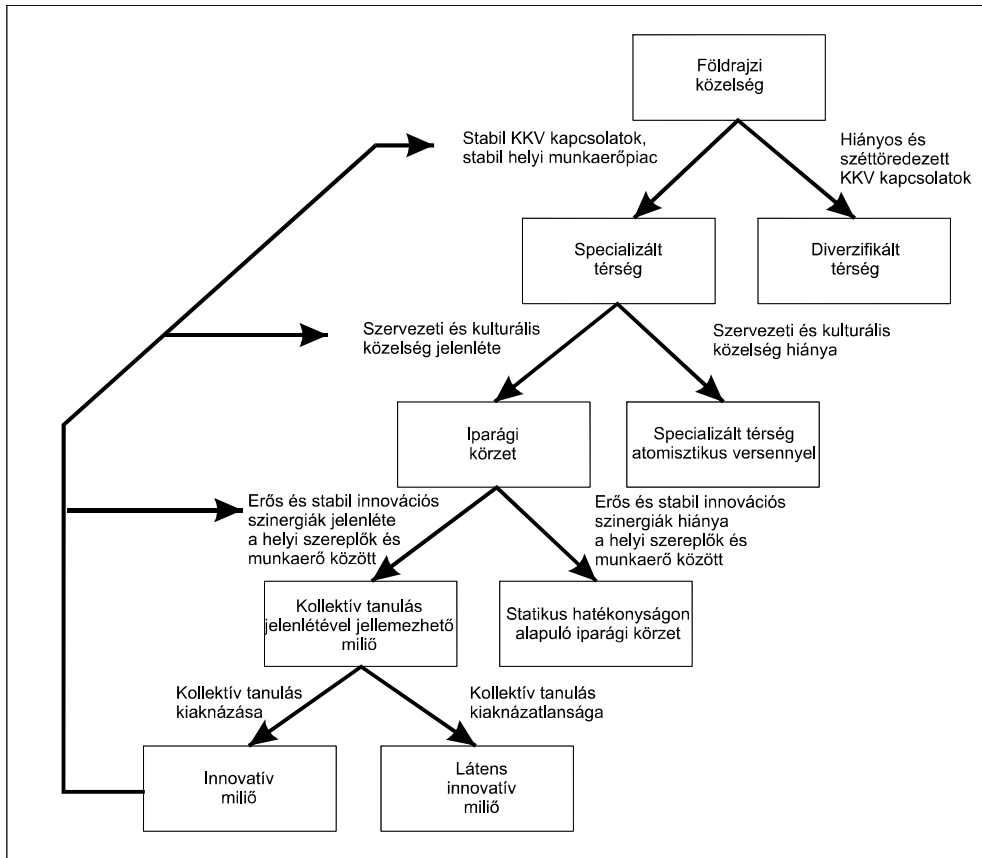 Földrajzi
közelség
Stabil KKV kapcsolatok,
stabil helyi munkaerőpiac
Hiányos és
széttöredezett
KKV kapcsolatok
Specializált
térség
Diverzifikált
térség
Szervezeti és kulturális
közelség jelenléte
Szervezeti és kulturális
közelség hiánya
Iparági
körzet
Specializált térség
atomisztikus versennyel
Erős és stabil innovációs
szinergiák jelenléte
a helyi szereplők és
munkaerő között
Erős és stabil innovációs
szinergiák hiánya
a helyi szereplők és
munkaerő között
Kollektív tanulás
jelenlétével jellemezhető
milió
Statikus hatékonyságon
alapuló iparági körzet
Kollektív tanulás
kiaknázása
Kollektív tanulás
kiaknázatlansága
Innovatív
milió
Látens
innovatív
milió